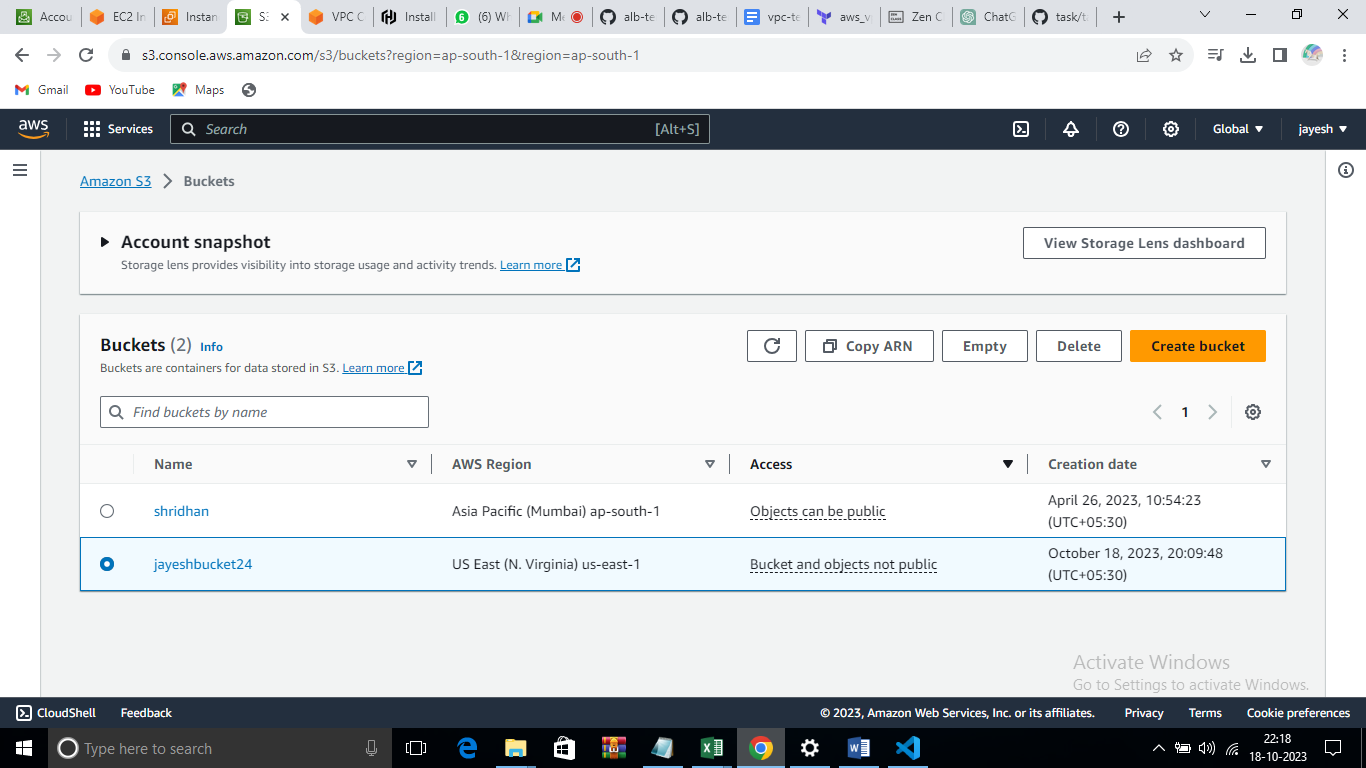 Accou
EC2 In
Instan
S3
VPC C
Install
(6) Wh
Me
alb-te
alb-te
vpc-te
aws_v
Zen C
ChatG
task/t
s3.console.aws.amazon.com/s3/buckets?region=ap-south-1&region=ap-south-1
Gmail YouTube Maps
aws Services Search [Alt+S] Global jayesh
Amazon S3 > Buckets
Account snapshot
View Storage Lens dashboard
Storage lens provides visibility into storage usage and activity trends. Learn more
Buckets (2) Info
Copy ARN Empty Delete Create bucket
Buckets are containers for data stored in S3. Learn more
Find buckets by name
1
Name AWS Region Access Creation date
shridhan Asia Pacific (Mumbai) ap-south-1 Objects can be public April 26, 2023, 10:54:23
(UTC+05:30)
jayeshbucket24 US East (N. Virginia) us-east-1 Bucket and objects not public October 18, 2023, 20:09:48
(UTC+05:30)
Activate Windows
Go to Settings to activate Windows.
CloudShell Feedback © 2023, Amazon Web Services, Inc. or its affiliates. Privacy Terms Cookie preferences
Type here to search
22:18
18-10-2023